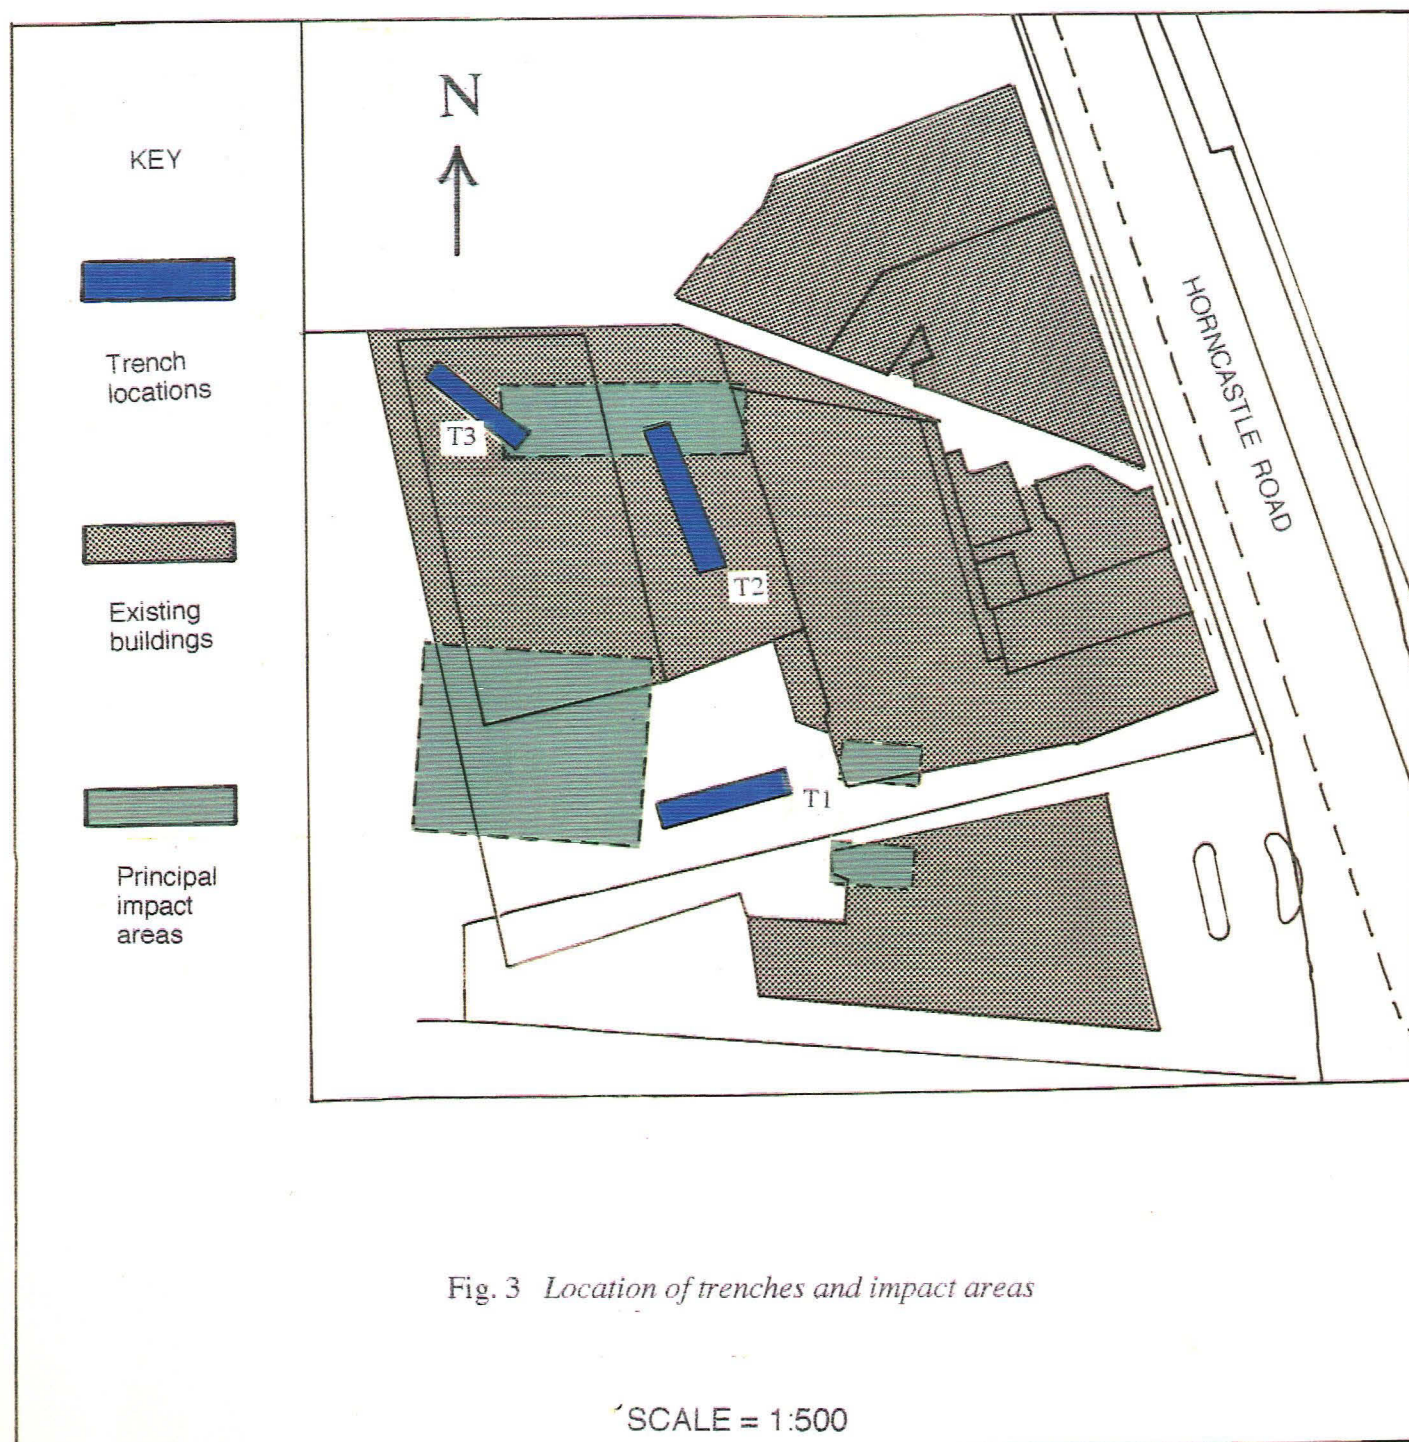 N
KEY
Trench
locations
Existing
buildings
Principal
impact
areas
T3
T2
T1
HORNCASTLE ROAD
Fig. 3 Location of trenches and impact areas
SCALE = 1:500